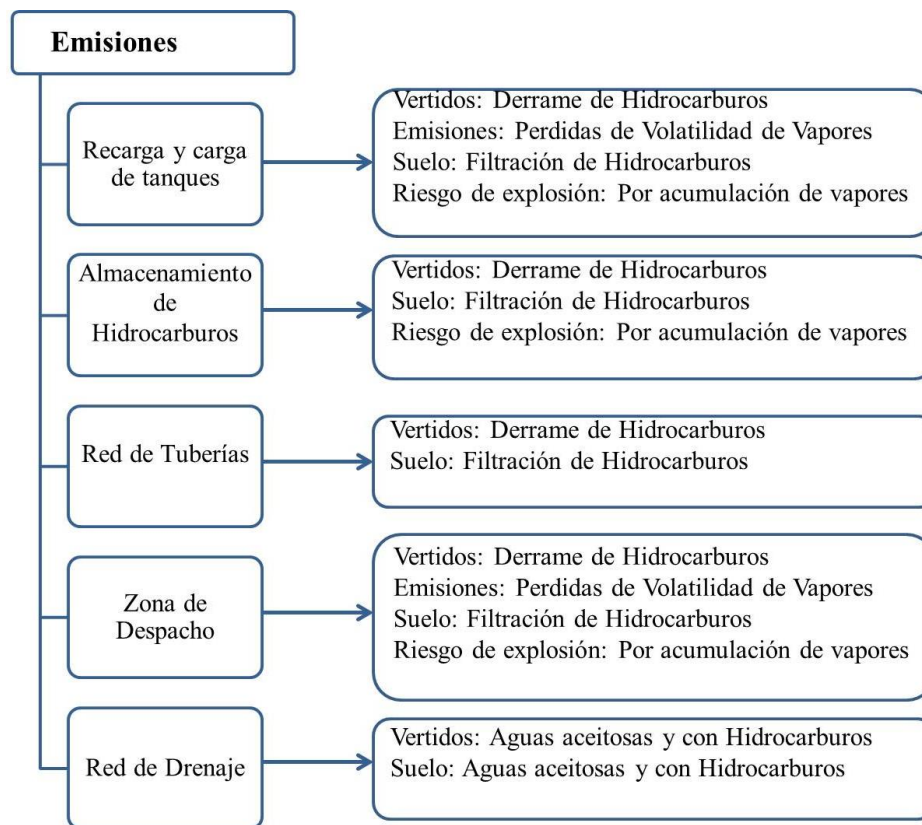 Emisiones
Recarga y carga
de tanques
Vertidos: Derrame de Hidrocarburos
Emisiones: Perdidas de Volatilidad de Vapores
Suelo: Filtración de Hidrocarburos
Riesgo de explosión: Por acumulación de vapores
Almacenamiento
de
Hidrocarburos
Vertidos: Derrame de Hidrocarburos
Suelo: Filtración de Hidrocarburos
Riesgo de explosión: Por acumulación de vapores
Red de Tuberías
Vertidos: Derrame de Hidrocarburos
Suelo: Filtración de Hidrocarburos
Zona de
Despacho
Vertidos: Derrame de Hidrocarburos
Emisiones: Perdidas de Volatilidad de Vapores
Suelo: Filtración de Hidrocarburos
Riesgo de explosión: Por acumulación de vapores
Red de Drenaje
Vertidos: Aguas aceitosas y con Hidrocarburos
Suelo: Aguas aceitosas y con Hidrocarburos